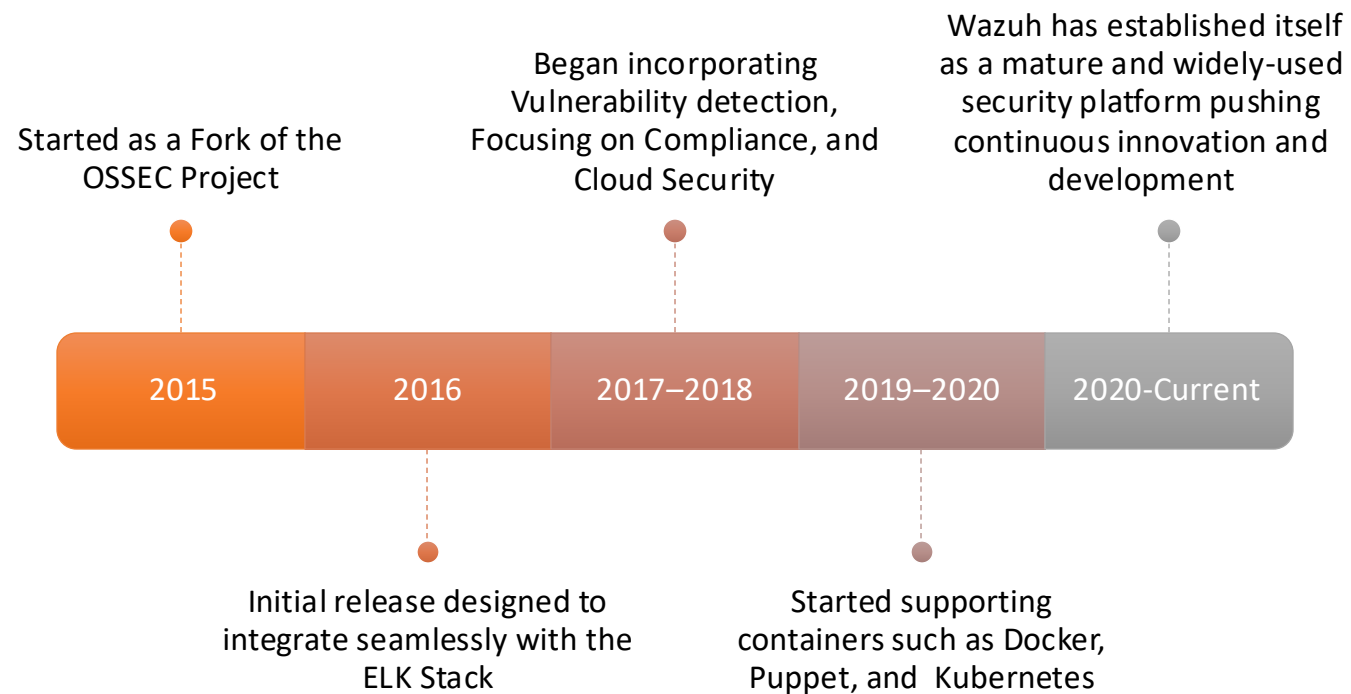 Started as a Fork of the
OSSEC Project
Began incorporating
Vulnerability detection,
Focusing on Compliance, and
Cloud Security
Wazuh has established itself
as a mature and widely-used
security platform pushing
continuous innovation and
development
2015
2016
2017–2018
2019–2020
2020-Current
Initial release designed to
integrate seamlessly with the
ELK Stack
Started supporting
containers such as Docker,
Puppet, and Kubernetes